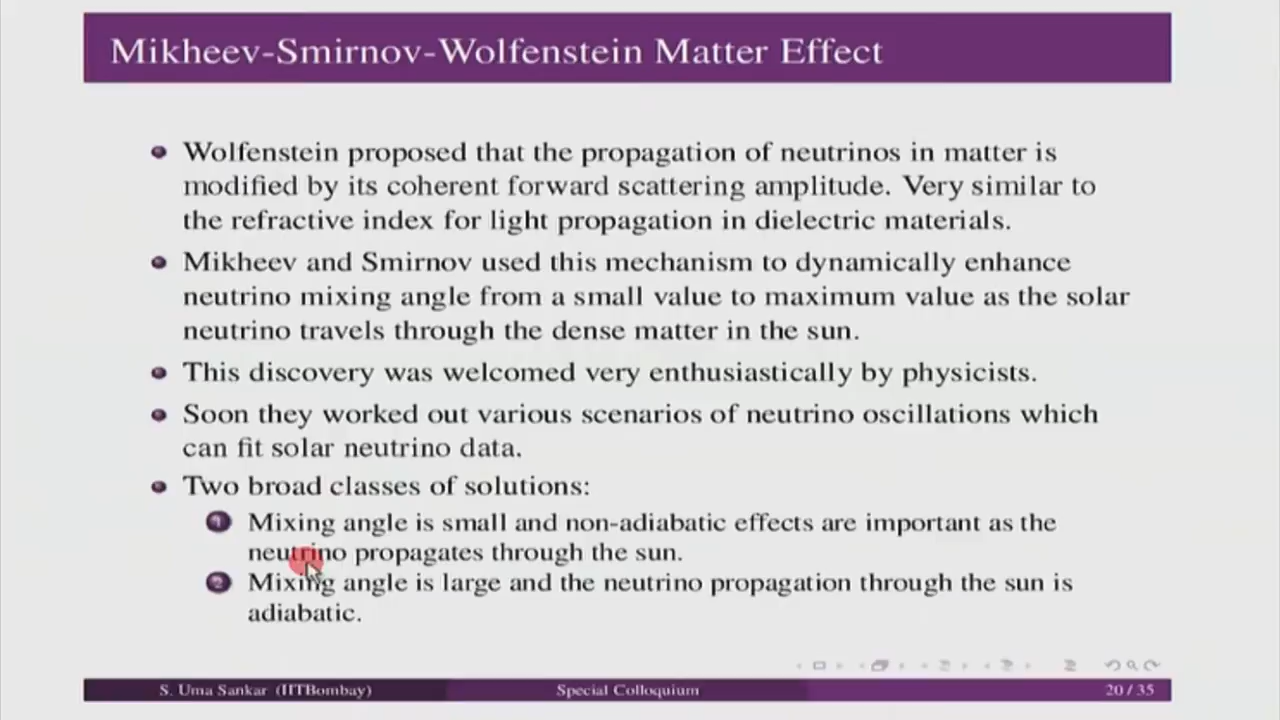 Mikheev-Smirnov-Wolfenstein Matter Effect
Wolfenstein proposed that the propagation of neutrinos in matter is
modified by its coherent forward scattering amplitude. Very similar to
the refractive index for light propagation in dielectric materials.
Mikheev and Smirnov used this mechanism to dynamically enhance
neutrino mixing angle from a small value to maximum value as the solar
neutrino travels through the dense matter in the sun.
This discovery was welcomed very enthusiastically by physicists.
Soon they worked out various scenarios of neutrino oscillations which
can fit solar neutrino data.
Two broad classes of solutions:
1 Mixing angle is small and non-adiabatic effects are important as the
neutrino propagates through the sun.
2 Mixing angle is large and the neutrino propagation through the sun is
adiabatic.
S. Uma Sankar (IITBombay) Special Colloquium 20 / 35